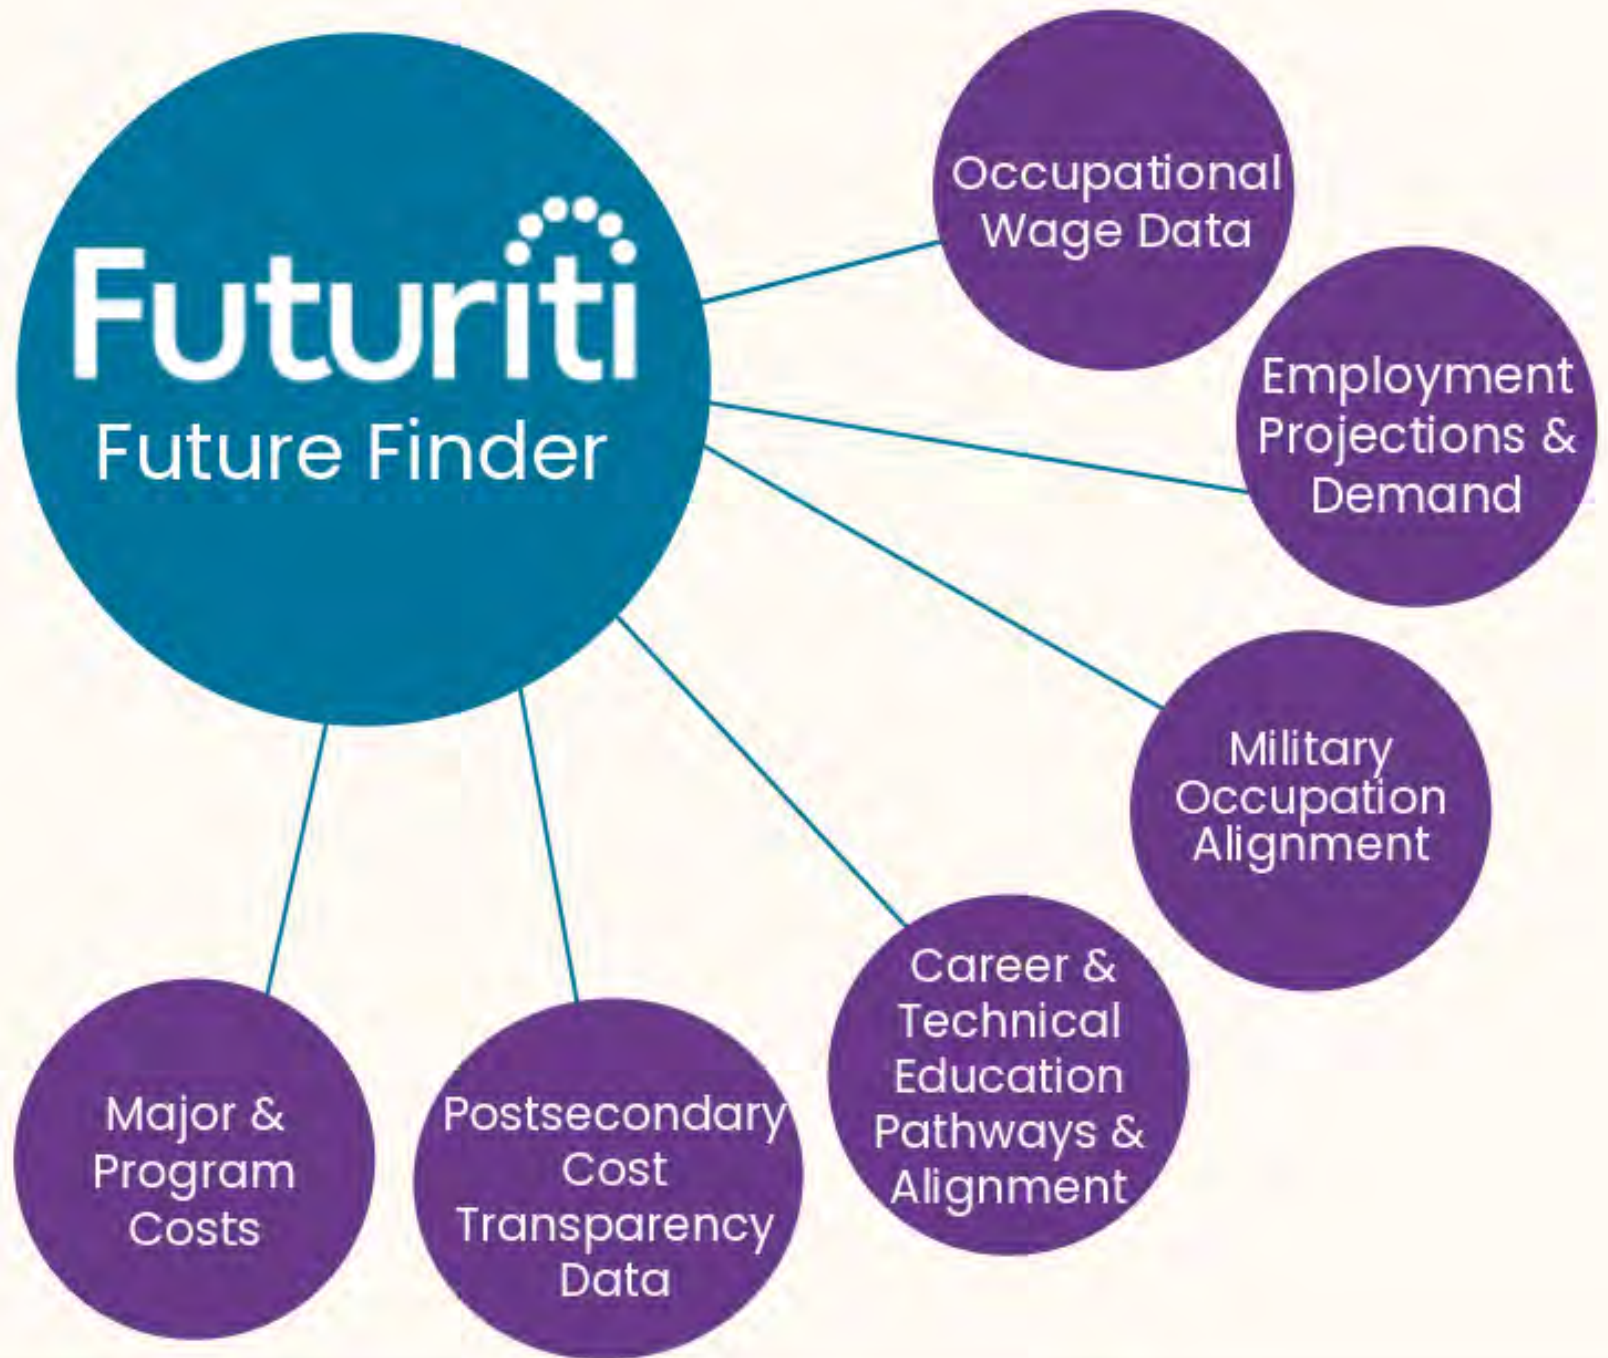 Futuriti
Future Finder
Occupational
Wage Data
Employment
Projections &
Demand
Military
Occupation
Alignment
Career &
Technical
Education
Pathways &
Alignment
Postsecondary
Cost
Transparency
Data
Major &
Program
Costs